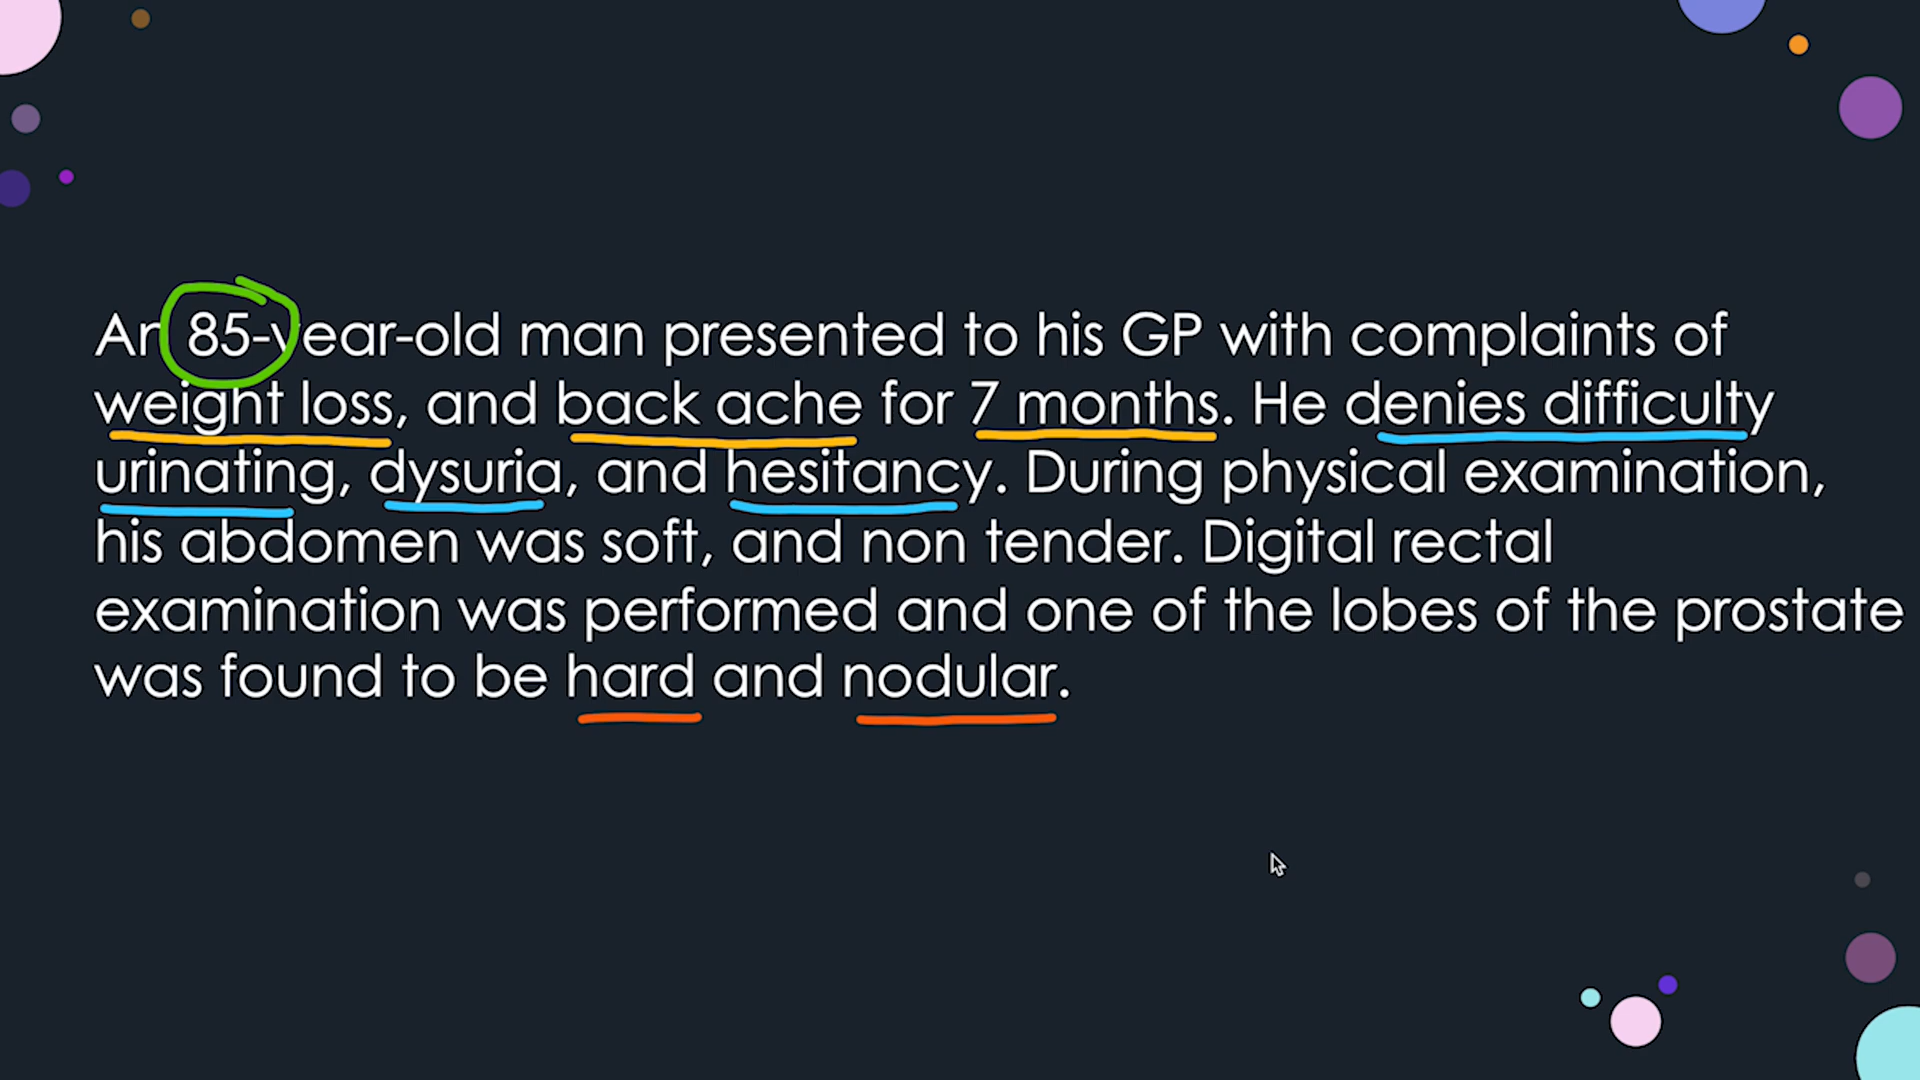 An 85-year-old man presented to his GP with complaints of
weight loss, and back ache for 7 months. He denies difficulty
urinating, dysuria, and hesitancy. During physical examination,
his abdomen was soft, and non tender. Digital rectal
examination was performed and one of the lobes of the prostate
was found to be hard and nodular.